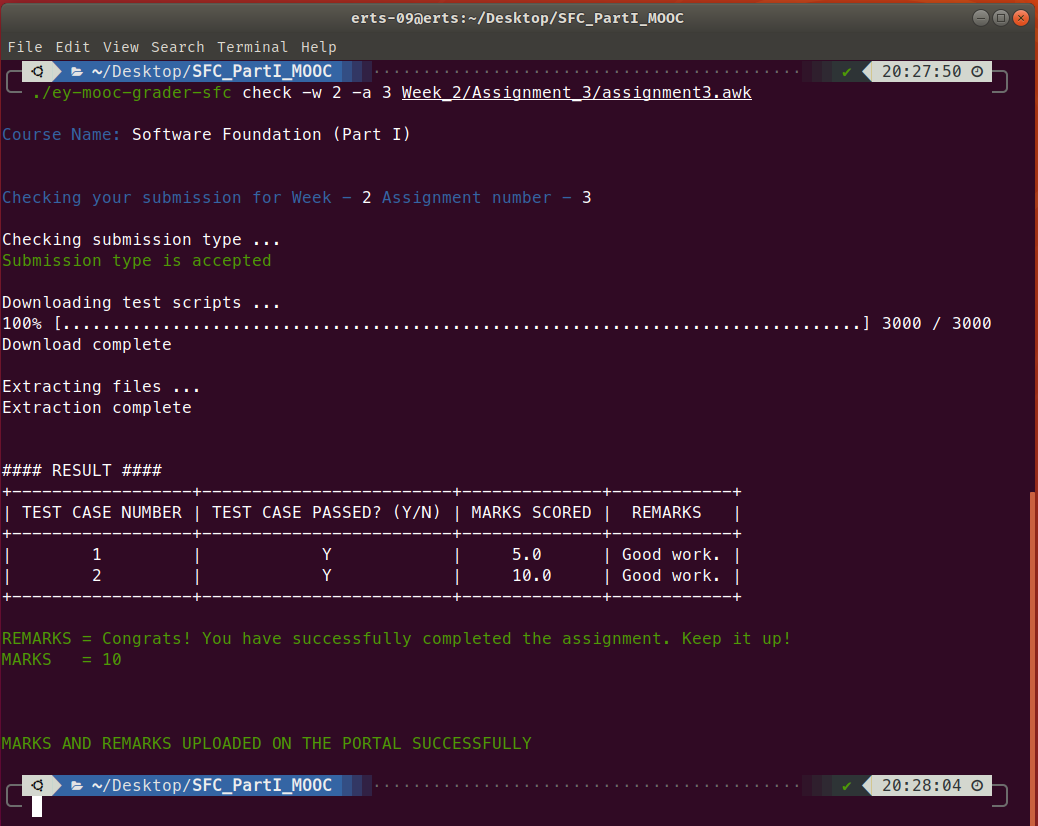 erts-09@erts:~/Desktop/SFC_PartI_MOOC
File Edit View Search Terminal Help
~/Desktop/SFC_PartI_MOOC ✔ 20:27:50
./ey-mooc-grader-sfc check -w 2 -a 3 Week_2/Assignment_3/assignment3.awk
Course Name: Software Foundation (Part I)
Checking your submission for Week - 2 Assignment number - 3
Checking submission type ...
Submission type is accepted
Downloading test scripts ...
100% [................................................................................] 3000 / 3000
Download complete
Extracting files ...
Extraction complete
#### RESULT ####
+------------------+-------------------------+--------------+------------+
| TEST CASE NUMBER | TEST CASE PASSED? (Y/N) | MARKS SCORED | REMARKS |
+------------------+-------------------------+--------------+------------+
| 1 | Y | 5.0 | Good work. |
| 2 | Y | 10.0 | Good work. |
+------------------+-------------------------+--------------+------------+
REMARKS = Congrats! You have successfully completed the assignment. Keep it up!
MARKS = 10
MARKS AND REMARKS UPLOADED ON THE PORTAL SUCCESSFULLY
~/Desktop/SFC_PartI_MOOC ✔ 20:28:04